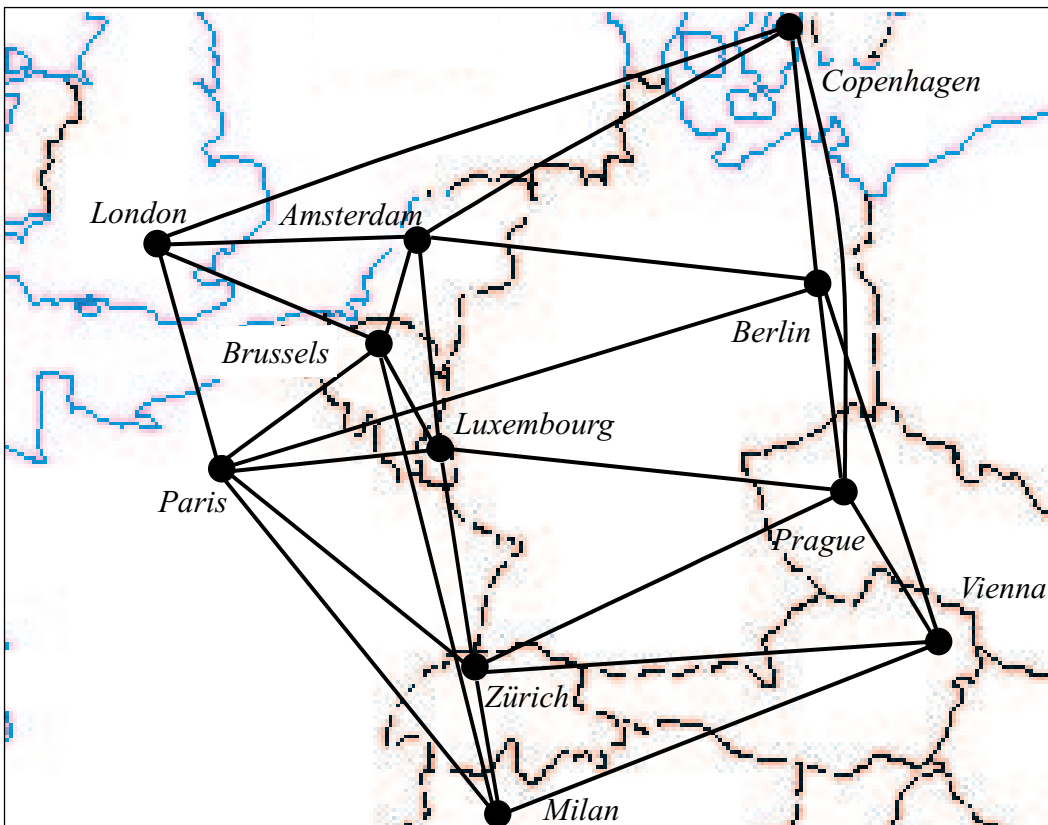 Copenhagen
London
Amsterdam
Berlin
Brussels
Luxembourg
Paris
Prague
Vienna
Zürich
Milan